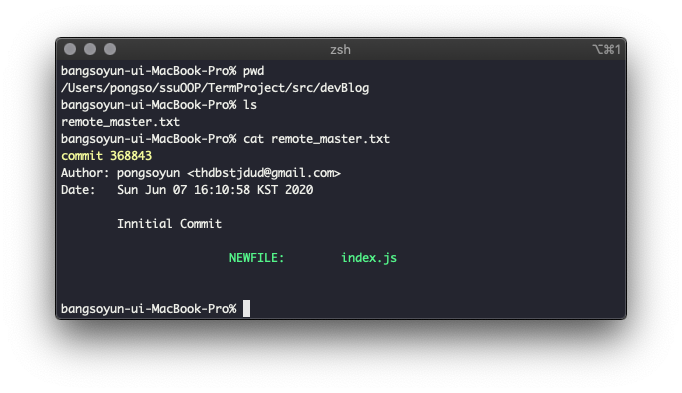 zsh
⌥⌘1
bangsoyun-ui-MacBook-Pro% pwd
/Users/pongso/ssuOOP/TermProject/src/devBlog
bangsoyun-ui-MacBook-Pro% ls
remote_master.txt
bangsoyun-ui-MacBook-Pro% cat remote_master.txt
commit 368843
Author: pongsoyun <thdbstjdud@gmail.com>
Date:   Sun Jun 07 16:10:58 KST 2020
Innitial Commit
NEWFILE:        index.js
bangsoyun-ui-MacBook-Pro%